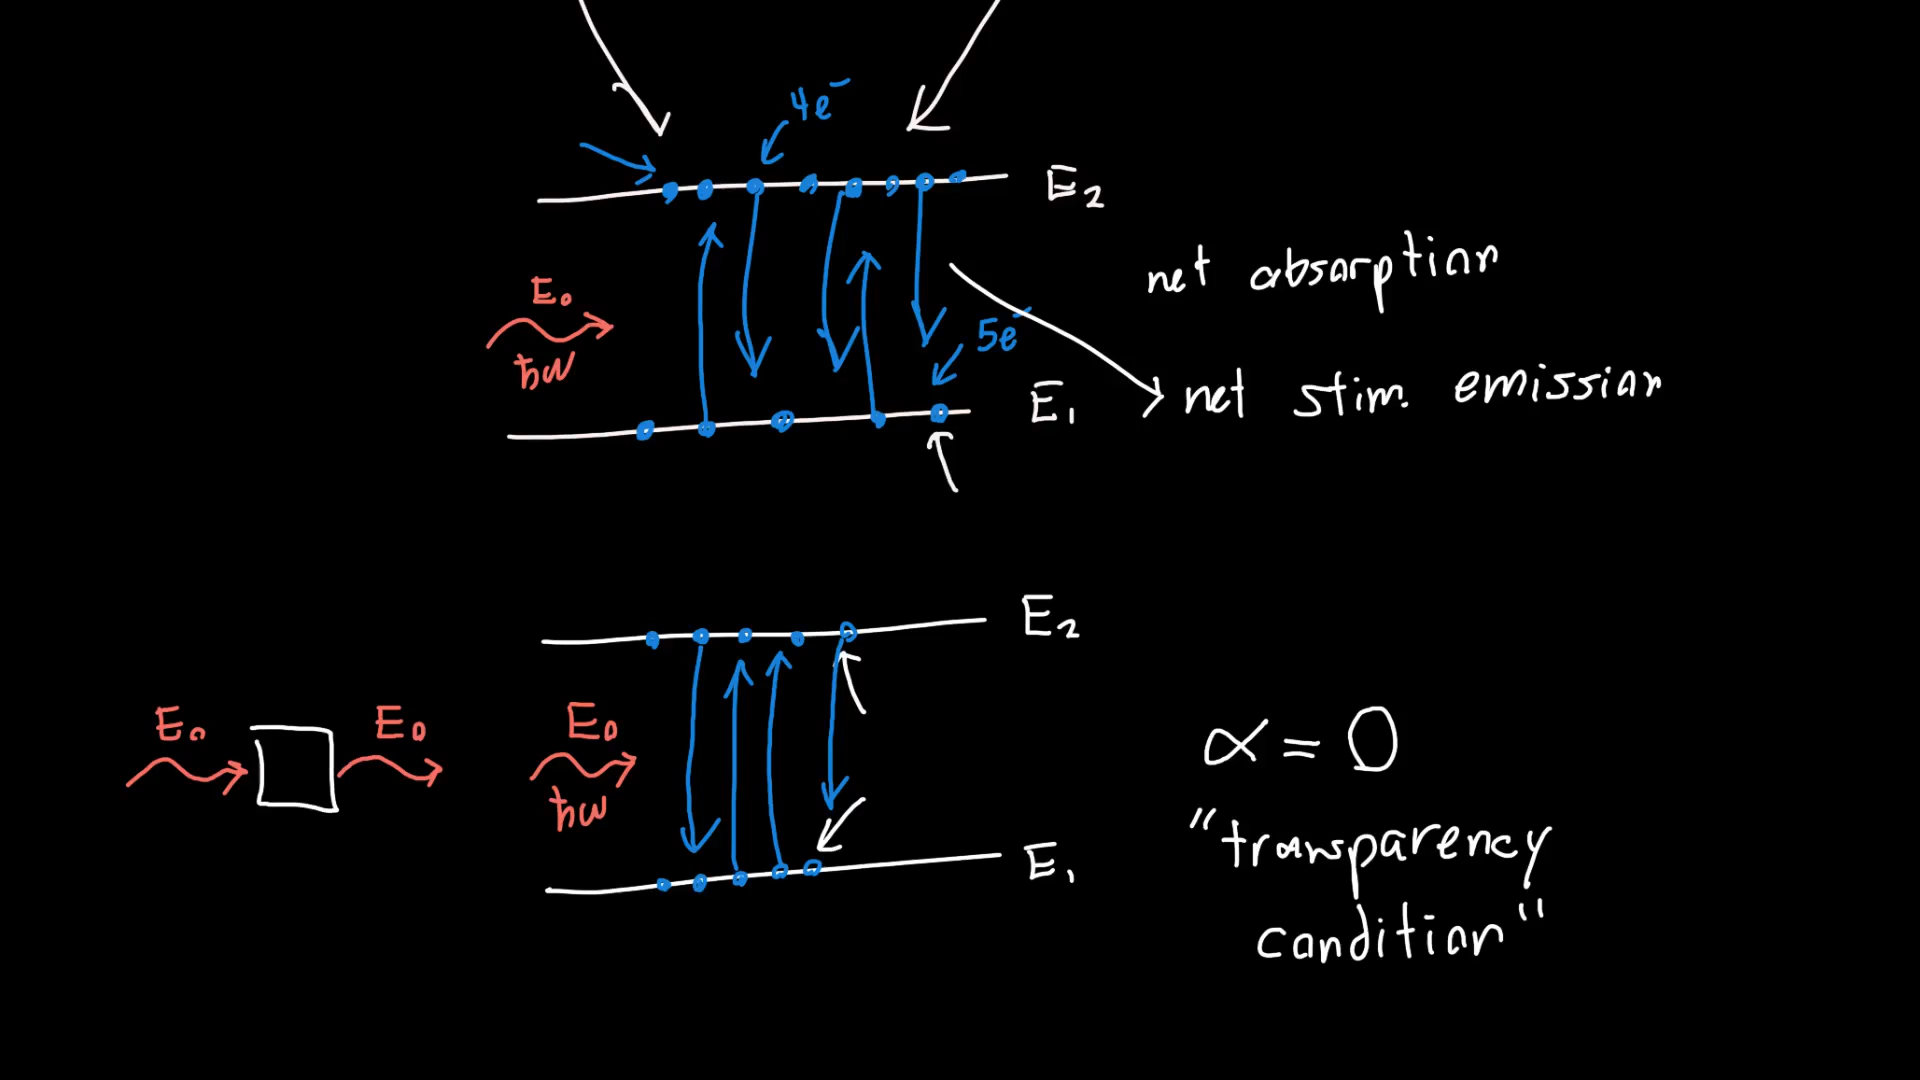 4e⁻
E₂
net absorption
E₀
ħω
5e⁻
E₁
net stim. emission
E₂
E₀
E₀
E₀
ħω
α = 0
"transparency
condition"
E₁